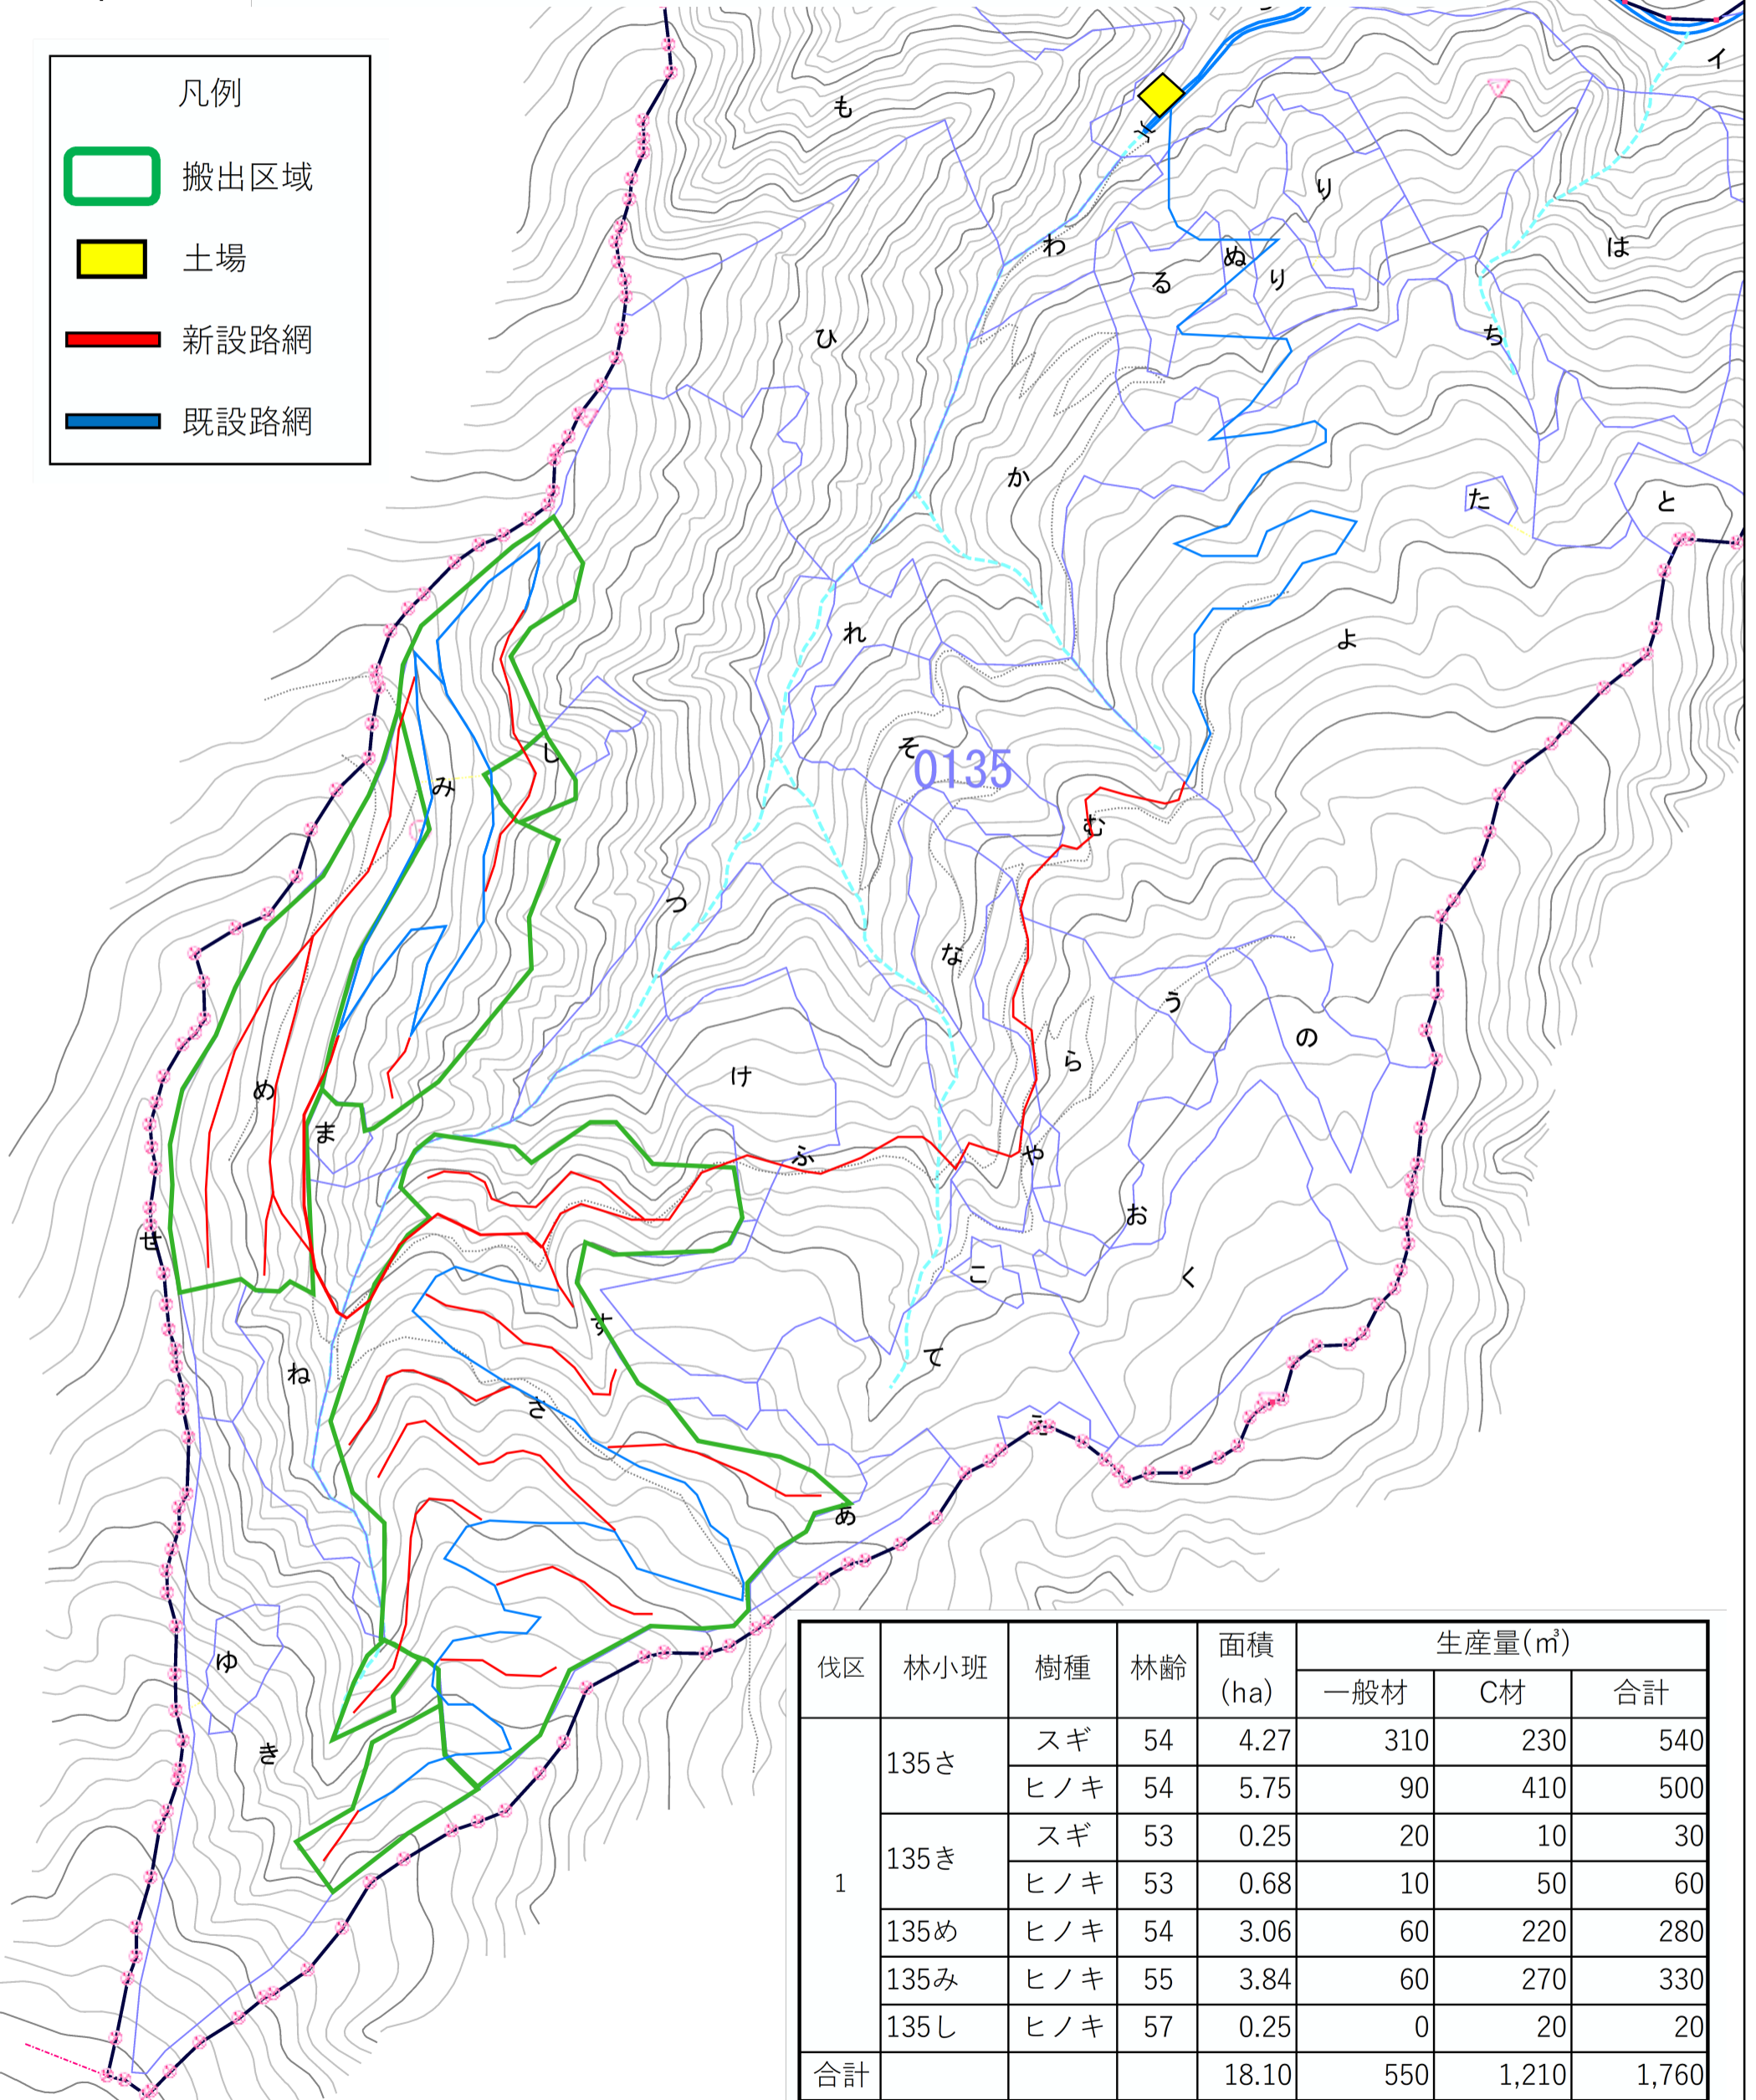 凡例
搬出区域
土場
新設路網
既設路網
も
イ
り
わ
る
ぬ
り
は
ひ
ち
か
た
と
れ
よ
そ
0135
し
み
む
つ
な
う
の
け
ら
め
ま
ふ
や
せ
お
こ
く
す
て
ね
さ
あ
ゆ
き
伐区 林小班 樹種 林齢 面積(ha) 生産量(㎥)
一般材 C材 合計
1 135さ スギ 54 4.27 310 230 540
ヒノキ 54 5.75 90 410 500
135き スギ 53 0.25 20 10 30
ヒノキ 53 0.68 10 50 60
135め ヒノキ 54 3.06 60 220 280
135み ヒノキ 55 3.84 60 270 330
135し ヒノキ 57 0.25 0 20 20
合計 18.10 550 1,210 1,760